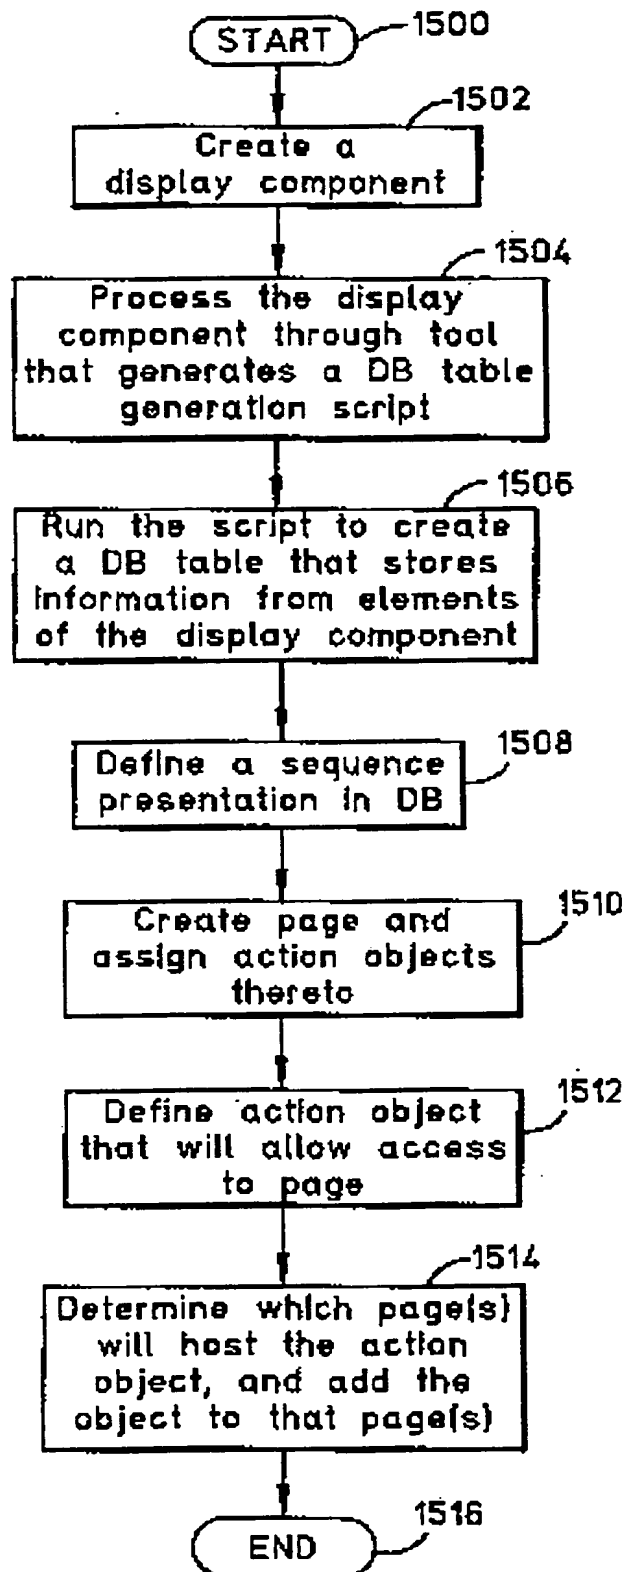 START
1500
1502
Create a
display component
1504
Process the display
component through tool
that generates a DB table
generation script
1506
Run the script to create
a DB table that stores
information from elements
of the display component
1508
Define a sequence
presentation in DB
1510
Create page and
assign action objects
thereto
1512
Define action object
that will allow access
to page
1514
Determine which page(s)
will host the action
object, and add the
object to that page(s)
1516
END